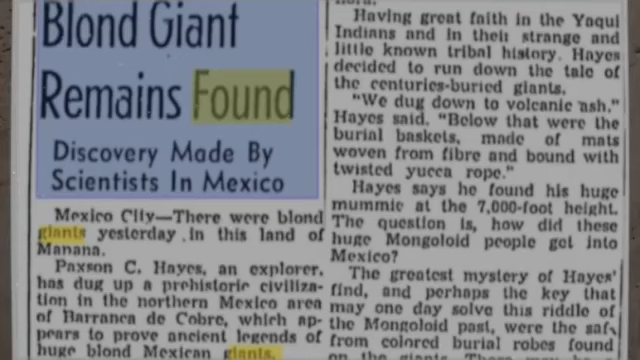 Blond Giant
Remains Found
Discovery Made By
Scientists In Mexico
Mexico City—There were blond
giants yesterday in this land of
Manana.
Paxson C. Hayes, an explorer,
has dug up a prehistoric civiliza-
tion in the northern Mexico area
of Barranca de Cobre, which ap-
pears to prove ancient legends of
huge blond Mexican giants.
Having great faith in the Yaqui
Indians and in their strange and
little known tribal history, Hayes
decided to run down the tale of
the centuries-buried giants.
"We dug down to volcanic ash,"
Hayes said. "Below that were the
burial baskets, made of mats
woven from fibre and bound with
twisted yucca rope."
Hayes says he found his huge
mummie at the 7,000-foot height.
The question is, how did these
huge Mongoloid people get into
Mexico?
The greatest mystery of Hayes'
find, and perhaps the key that
may one day solve this riddle of
the Mongoloid past, were the saf-
from colored burial robes found
on the giants.